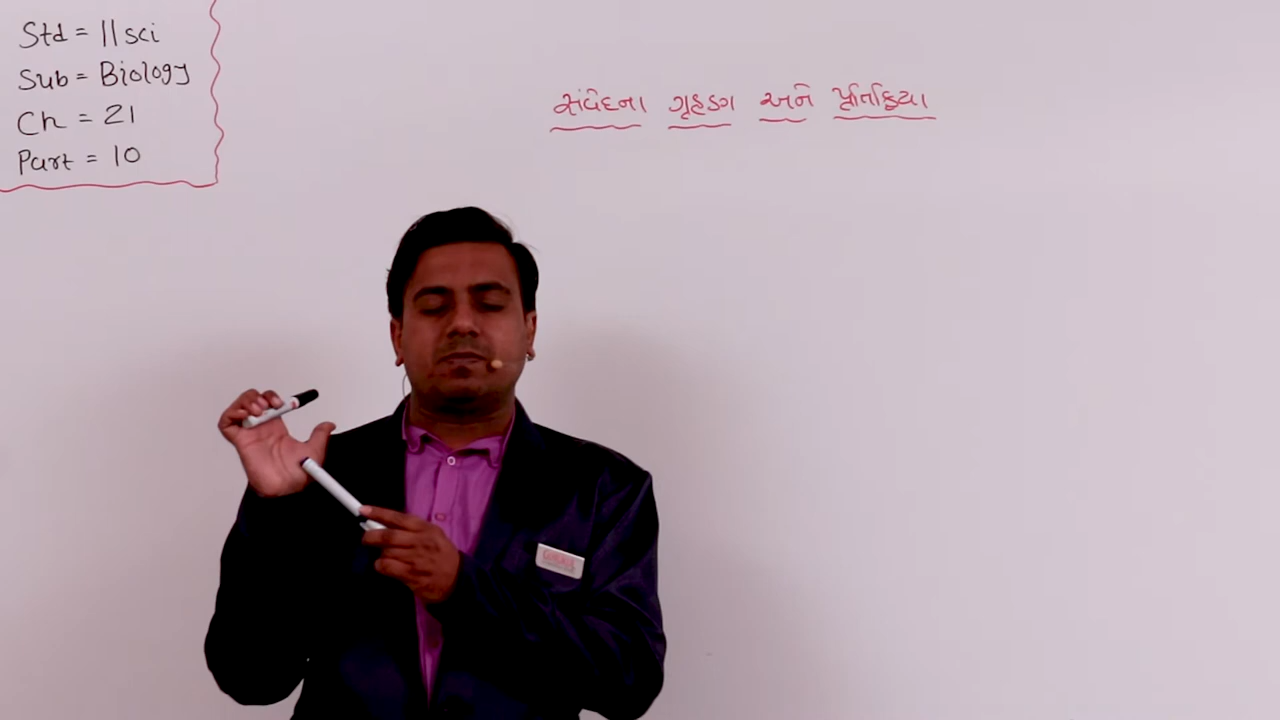 Std = 11 sci
Sub = Biology
Ch = 21
Part = 10
સંવેદના ગ્રહણ અને પ્રતિક્રિયા